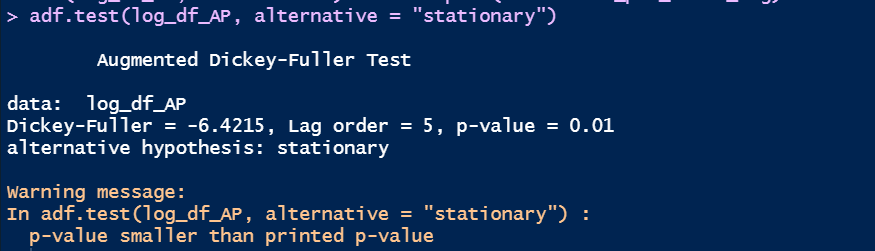 > adf.test(log_df_AP, alternative = "stationary")
Augmented Dickey-Fuller Test
data:  log_df_AP
Dickey-Fuller = -6.4215, Lag order = 5, p-value = 0.01
alternative hypothesis: stationary
Warning message:
In adf.test(log_df_AP, alternative = "stationary") :
  p-value smaller than printed p-value